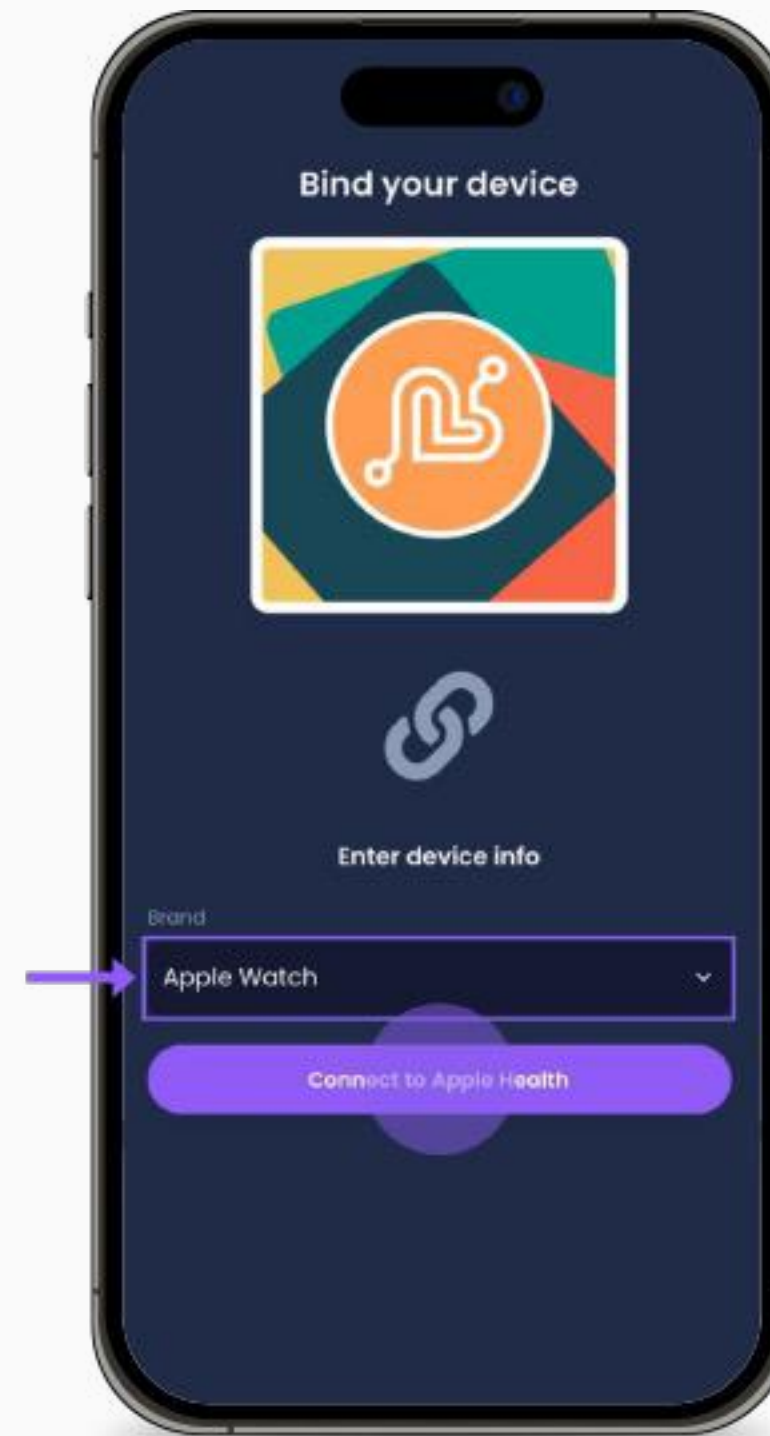 Bind your device
Enter device info
Brand
Apple Watch
Connect to Apple Health